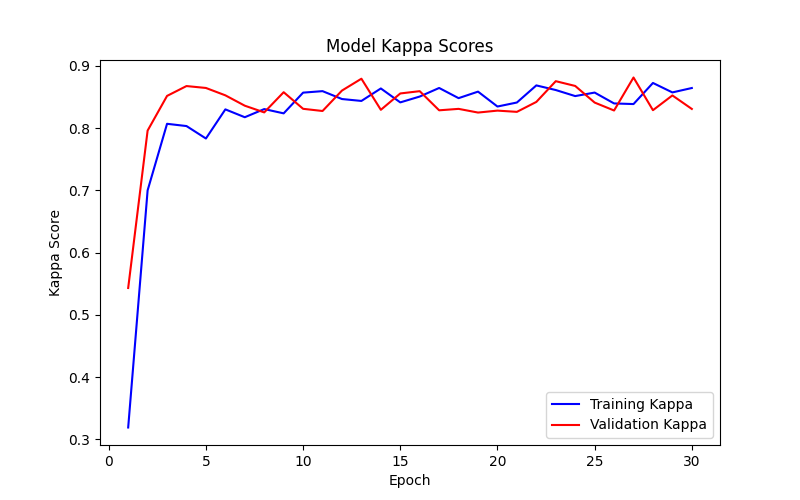 Model Kappa Scores
0.9
0.8
0.7
0.6
0.5
0.4
0.3
Kappa Score
0
5
10
15
20
25
30
Epoch
Training Kappa
Validation Kappa